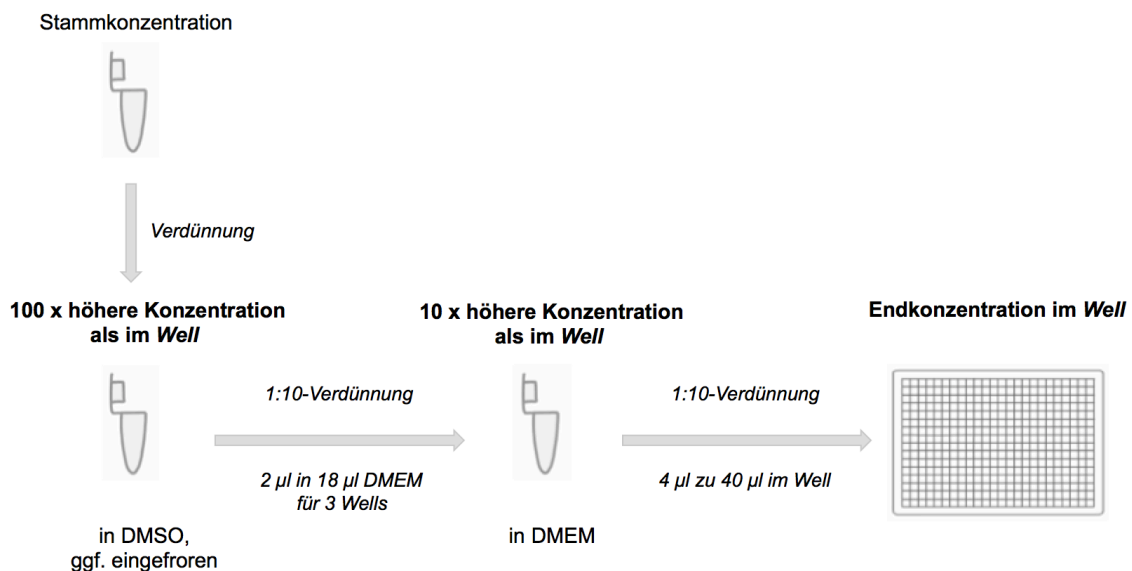 Stammkonzentration
Verdünnung
100 x höhere Konzentration
als im Well
10 x höhere Konzentration
als im Well
Endkonzentration im Well
1:10-Verdünnung
1:10-Verdünnung
2 µl in 18 µl DMEM
für 3 Wells
4 µl zu 40 µl im Well
in DMSO,
ggf. eingefroren
in DMEM